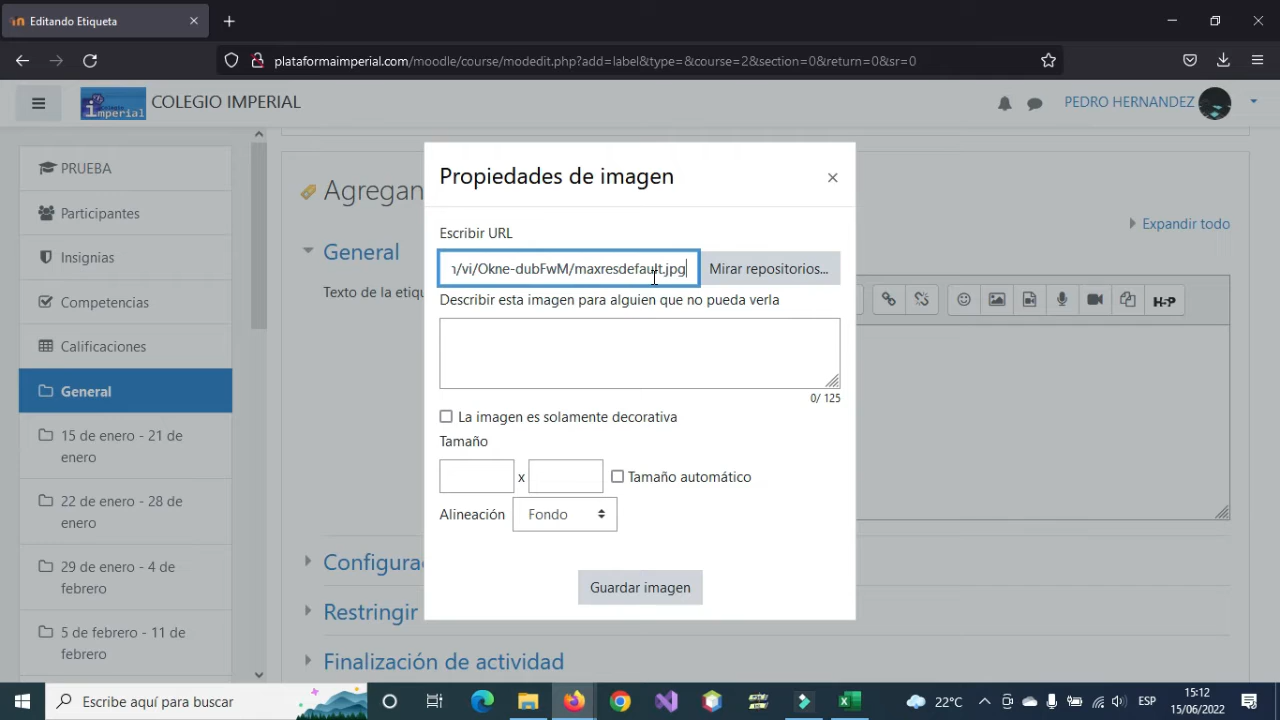 Editando Etiqueta
plataformaimperial.com/moodle/course/modedit.php?add=label&type=&course=2&section=0&return=0&sr=0
imperial
COLEGIO IMPERIAL
PEDRO HERNANDEZ
PRUEBA
Participantes
Insignias
Competencias
Calificaciones
General
15 de enero - 21 de
enero
22 de enero - 28 de
enero
29 de enero - 4 de
febrero
5 de febrero - 11 de
febrero
Agregan
Expandir todo
General
Texto de la etiqu
H-P
Configurac
Restringir
Finalización de actividad
Propiedades de imagen
Escribir URL
/vi/Okne-dubFwM/maxresdefault.jpg
Mirar repositorios...
Describir esta imagen para alguien que no pueda verla
0/ 125
La imagen es solamente decorativa
Tamaño
x
Tamaño automático
Alineación
Fondo
Guardar imagen
Escribe aquí para buscar
22°C
ESP
15:12
15/06/2022